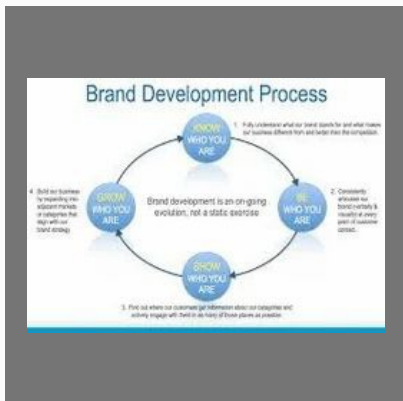 Brand Development Process
KNOW
WHO YOU
ARE
1. Fully understand what our brand stands for and what makes
our business different from and better than the competition.
BE
WHO YOU
ARE
2. Consistently
articulate our
brand (verbally &
visually) at every
point of customer
contact.
SHOW
WHO YOU
ARE
3. Find out where our customers get information about our categories and
actively engage with them in as many of those places as possible.
GROW
WHO YOU
ARE
4. Build our business
by expanding into
adjacent markets
or categories that
align with our
brand strategy.
Brand development is an on-going
evolution, not a static exercise